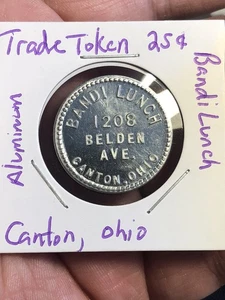 Trade Token 25¢
Bandi Lunch
Aluminum
BANDI LUNCH
1208
BELDEN
AVE.
CANTON, OHIO
Canton, ohio